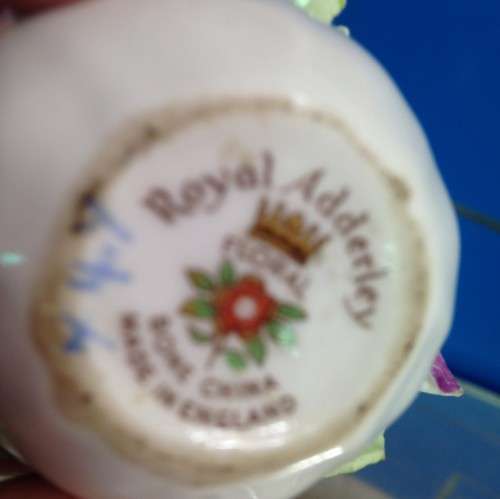 Royal Adderley
FLORAL
BONE CHINA
MADE IN ENGLAND